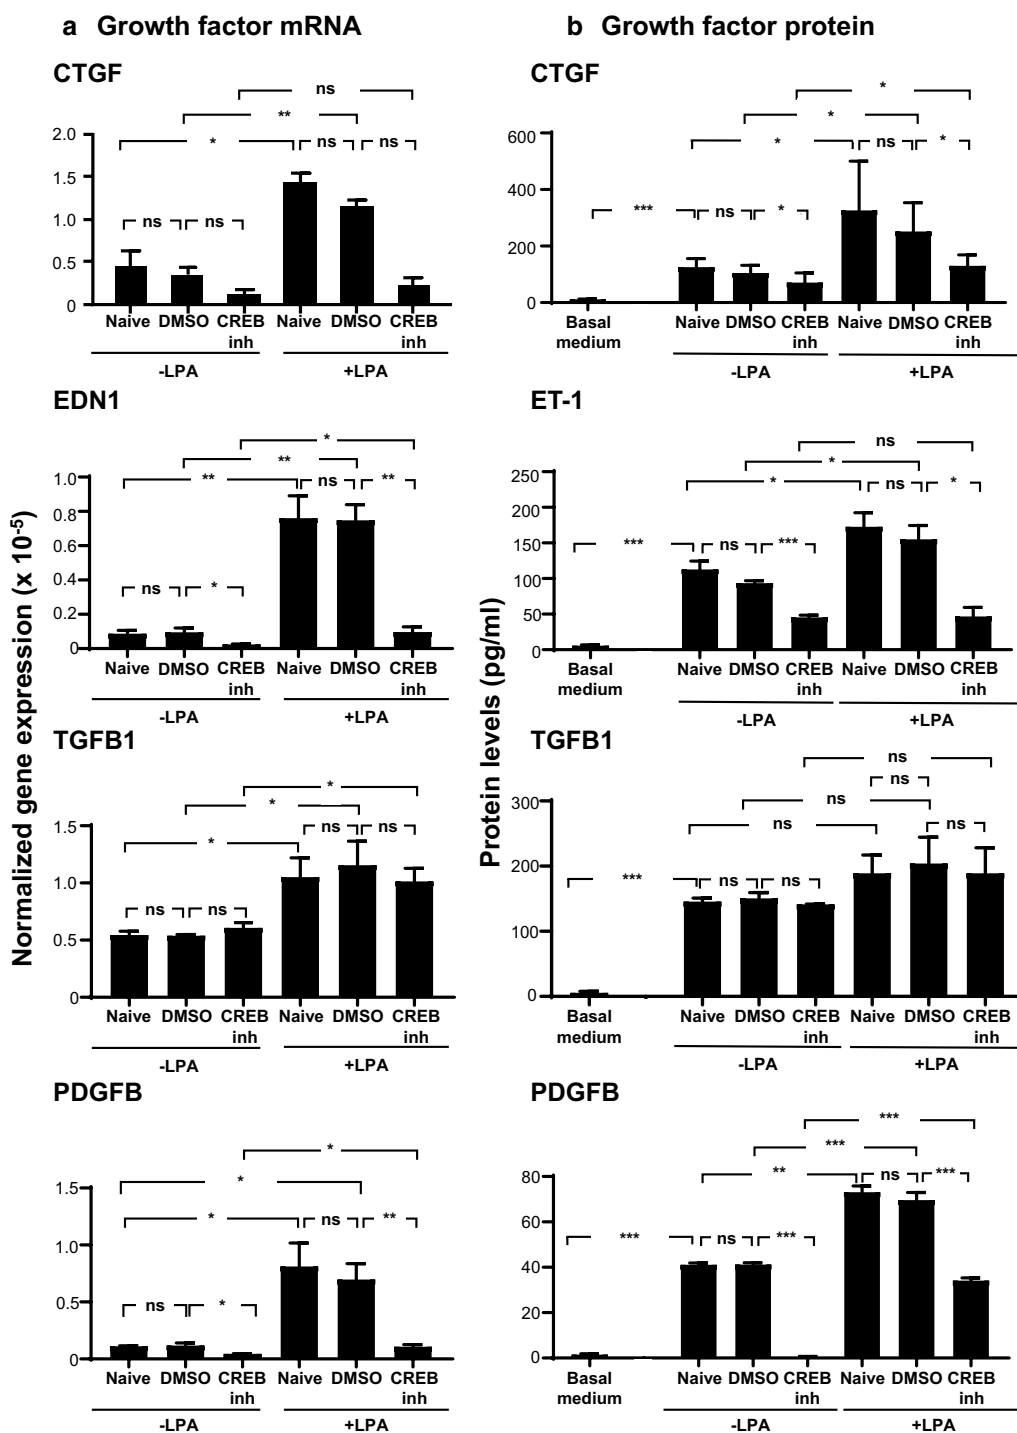 a Growth factor mRNA
CTGF
ns
**
* ns ns
ns ns
2.0
1.5
1.0
0.5
0
Naive DMSO CREB inh Naive DMSO CREB inh
-LPA +LPA
EDN1
*
**
** ns **
ns *
1.0
0.8
0.6
0.4
0.2
0
Naive DMSO CREB inh Naive DMSO CREB inh
-LPA +LPA
Normalized gene expression (x 10-5)
TGFB1
*
*
* ns ns
ns ns
1.5
1.0
0.5
0
Naive DMSO CREB inh Naive DMSO CREB inh
-LPA +LPA
PDGFB
*
*
* ns **
ns *
1.5
1.0
0.5
0
Naive DMSO CREB inh Naive DMSO CREB inh
-LPA +LPA
b Growth factor protein
CTGF
*
*
* ns *
*** ns *
600
400
200
0
Basal medium Naive DMSO CREB inh Naive DMSO CREB inh
-LPA +LPA
ET-1
ns
*
* ns *
*** ns ***
250
200
150
100
50
0
Basal medium Naive DMSO CREB inh Naive DMSO CREB inh
-LPA +LPA
Protein levels (pg/ml)
TGFB1
ns
ns
ns
ns ns
*** ns ns
300
200
100
0
Basal medium Naive DMSO CREB inh Naive DMSO CREB inh
-LPA +LPA
PDGFB
***
***
** ns ***
*** ns ***
80
60
40
20
0
Basal medium Naive DMSO CREB inh Naive DMSO CREB inh
-LPA +LPA